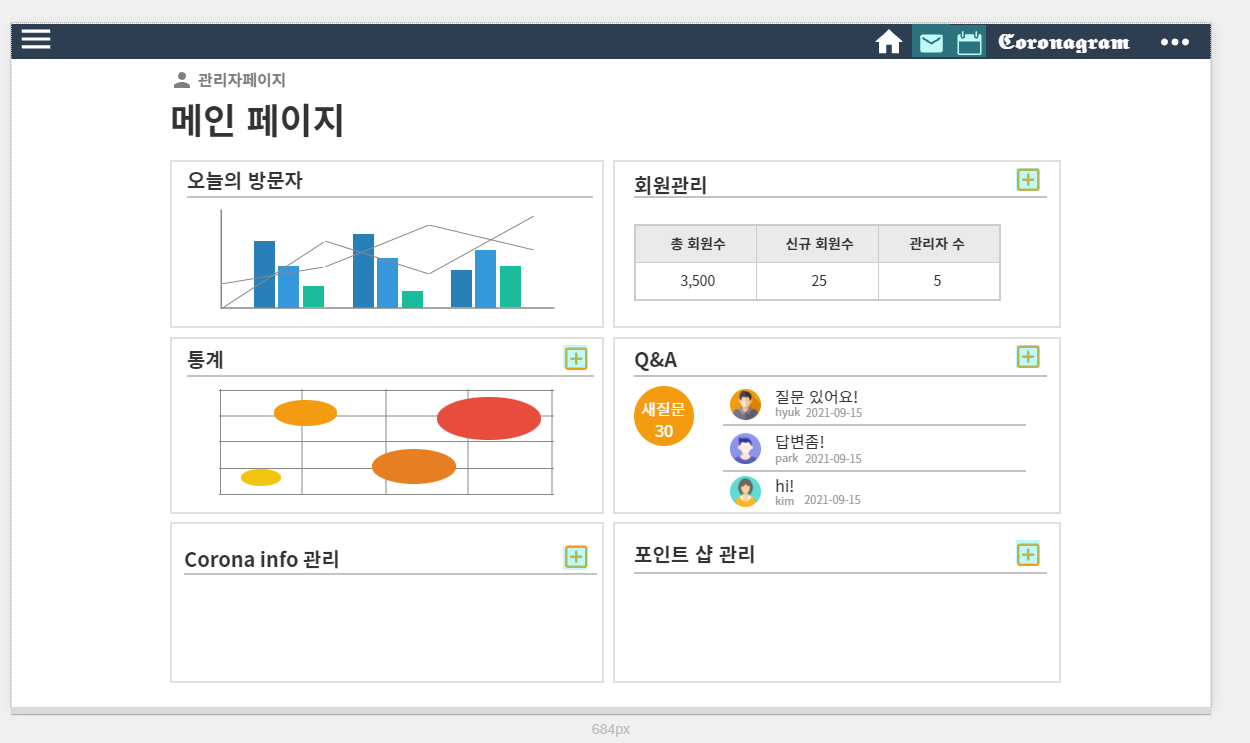 Coronagram
관리자페이지
메인 페이지
오늘의 방문자
회원관리
총 회원수 신규 회원수 관리자 수
3,500 25 5
통계
Q&A
새질문
30
질문 있어요!
hyuk 2021-09-15
답변좀!
park 2021-09-15
hi!
kim 2021-09-15
Corona info 관리
포인트 샵 관리
684px